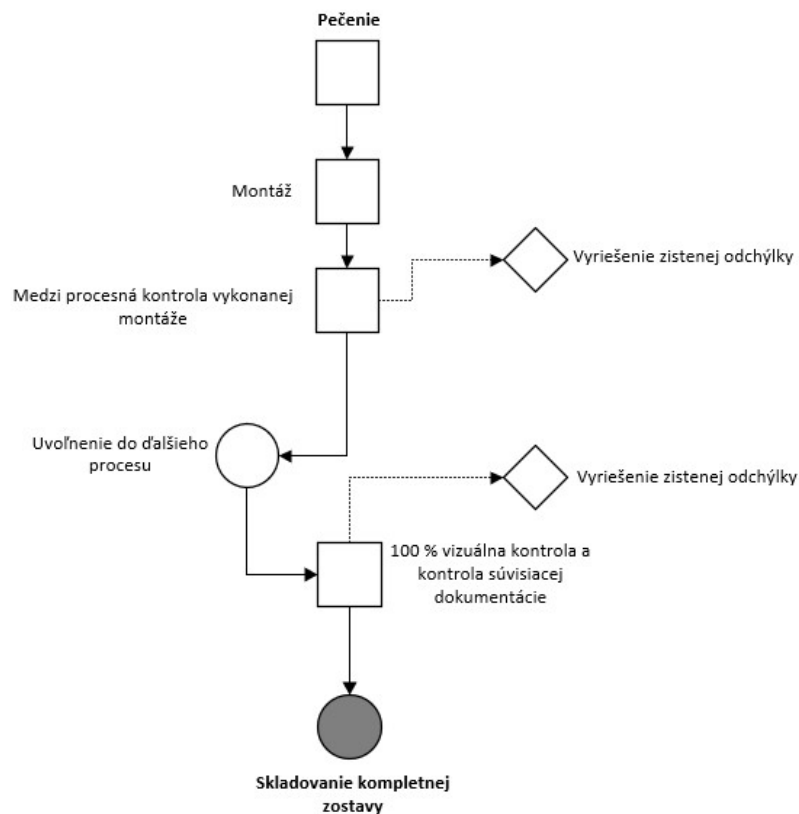 Pečenie
Montáž
Medzi procesná kontrola vykonanej
montáže
Vyriešenie zistenej odchýlky
Uvoľnenie do ďalšieho
procesu
Vyriešenie zistenej odchýlky
100 % vizuálna kontrola a
kontrola súvisiacej
dokumentácie
Skladovanie kompletnej
zostavy